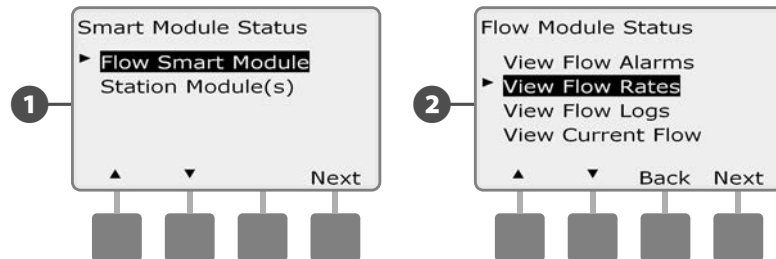 Smart Module Status
► Flow Smart Module
Station Module(s)
1
▲ ▼ Next
Flow Module Status
View Flow Alarms
► View Flow Rates
View Flow Logs
View Current Flow
2
▲ ▼ Back Next